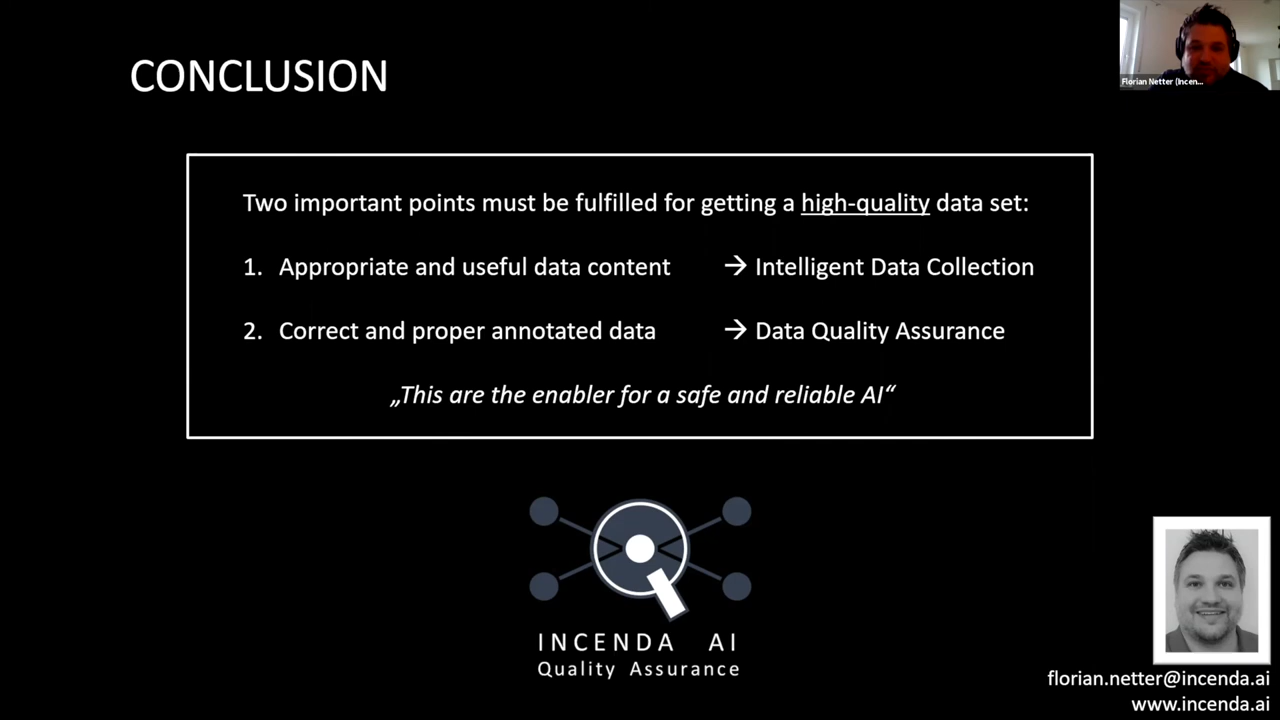 CONCLUSION
Florian Netter (Incen...
Two important points must be fulfilled for getting a high-quality data set:
1. Appropriate and useful data content → Intelligent Data Collection
2. Correct and proper annotated data → Data Quality Assurance
„This are the enabler for a safe and reliable AI“
INCENDA AI
Quality Assurance
florian.netter@incenda.ai
www.incenda.ai